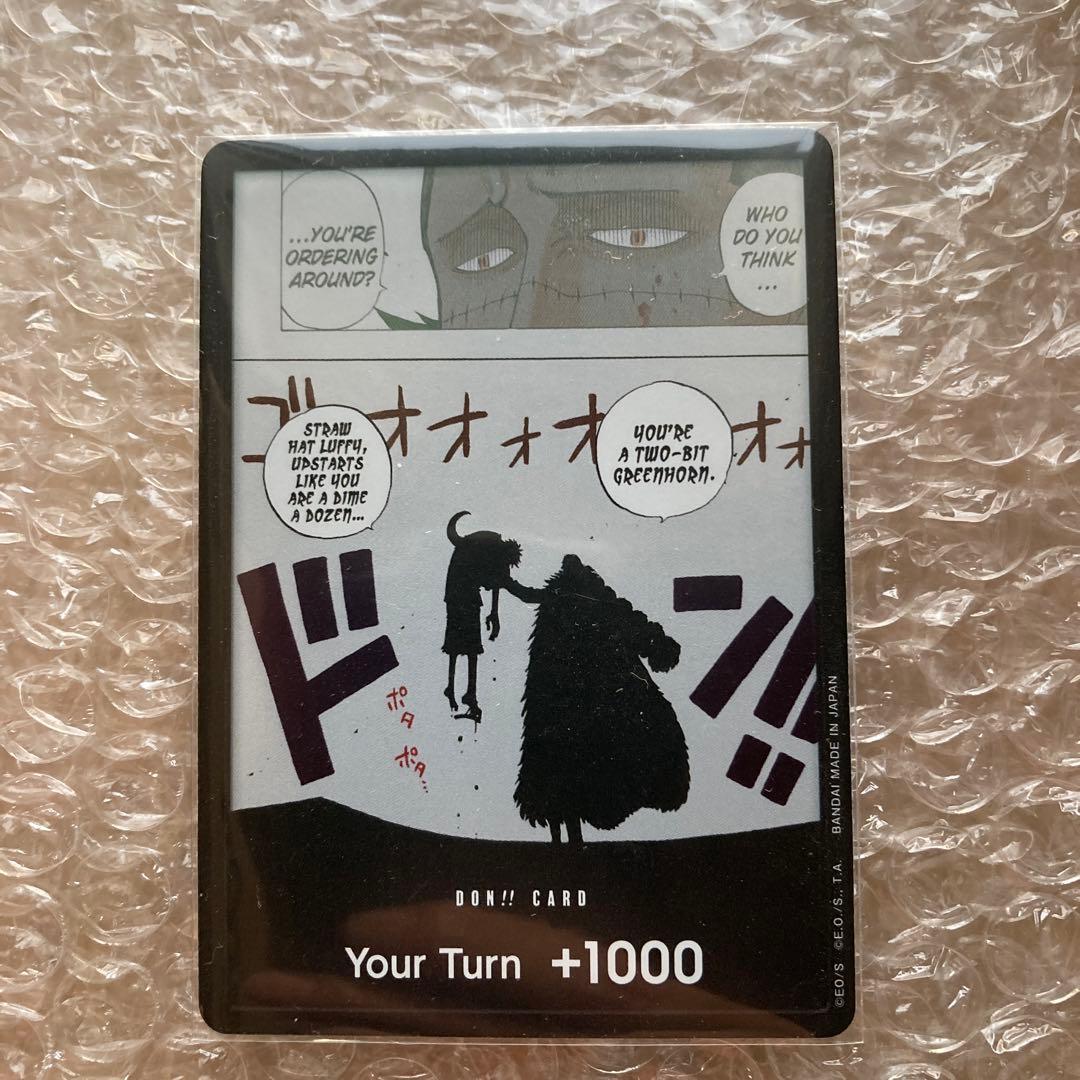 WHO
DO YOU
THINK
...
...YOU'RE
ORDERING
AROUND?
ゴオオォオオォ
YOU'RE
A TWO-BIT
GREENHORN.
STRAW
HAT LUFFY,
UPSTARTS
LIKE YOU
ARE A DIME
A DOZEN...
ドン!!
ポタ
ポタ...
DON!! CARD
Your Turn +1000
©EO/S ©E.O./S., T.A. BANDAI MADE IN JAPAN